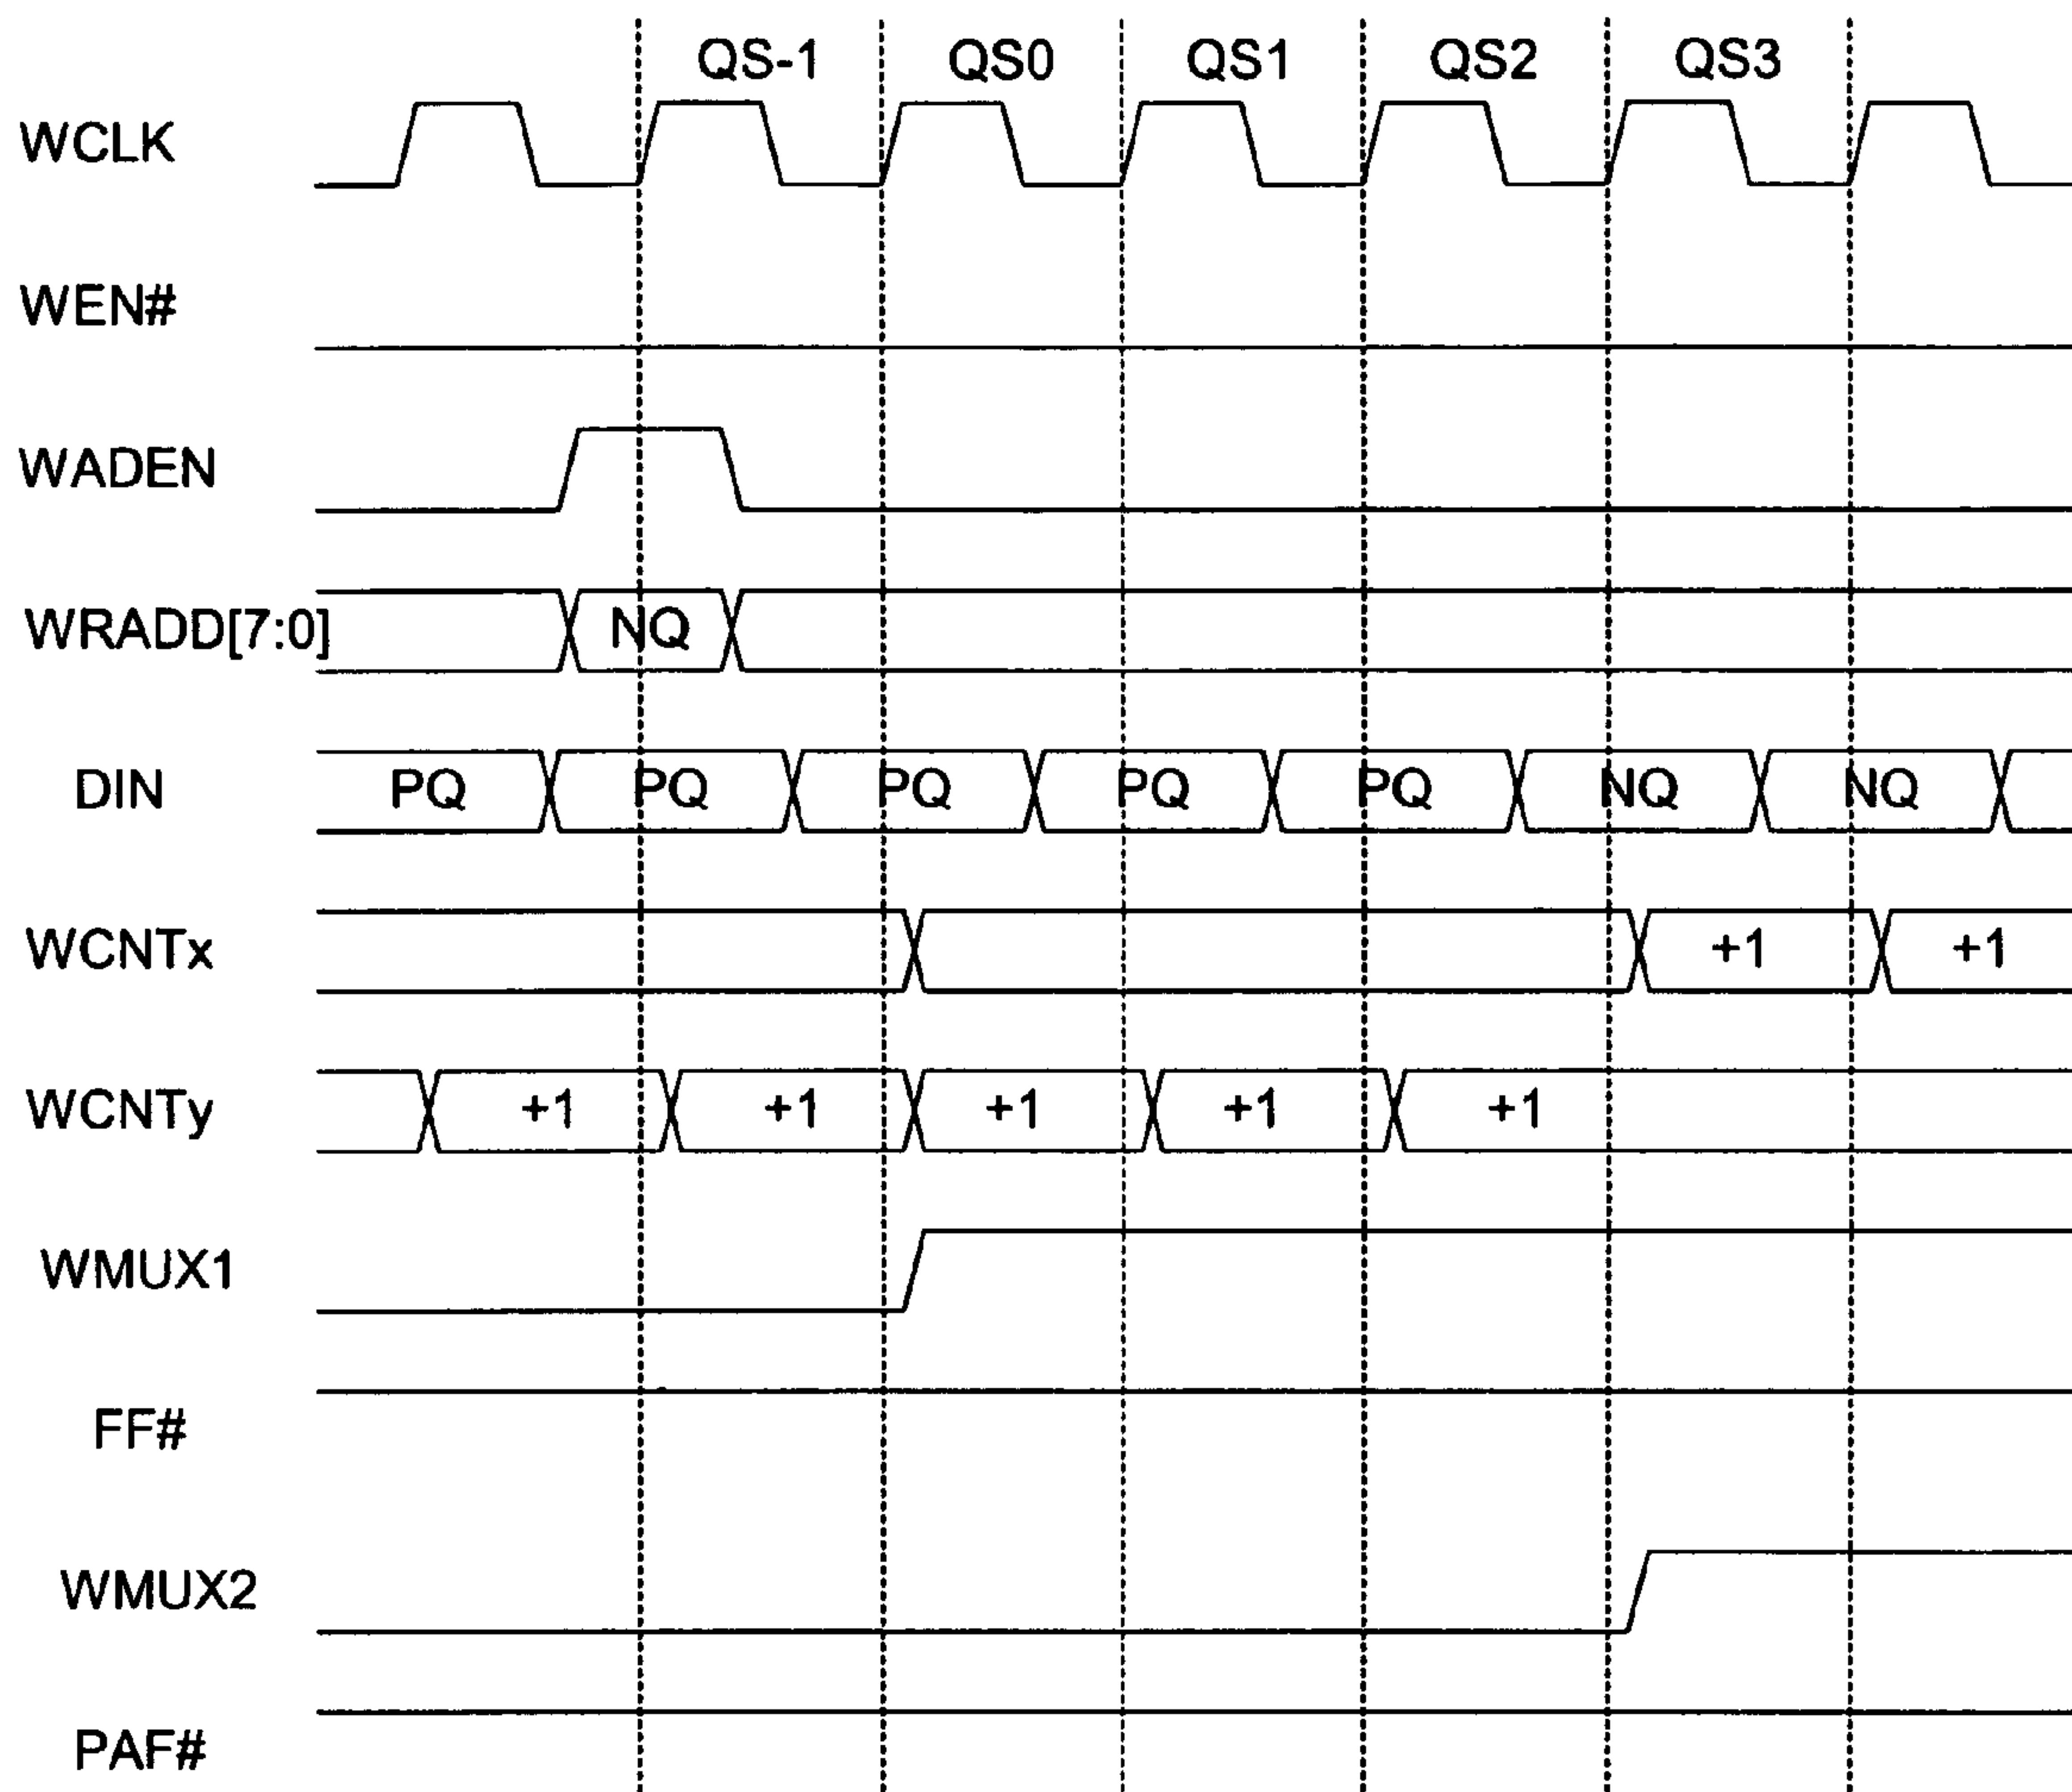 QS-1 QS0 QS1 QS2 QS3
WCLK
WEN#
WADEN
WRADD[7:0] NQ
DIN PQ PQ PQ PQ PQ NQ NQ
WCNTx +1 +1
WCNTy +1 +1 +1 +1 +1
WMUX1
FF#
WMUX2
PAF#